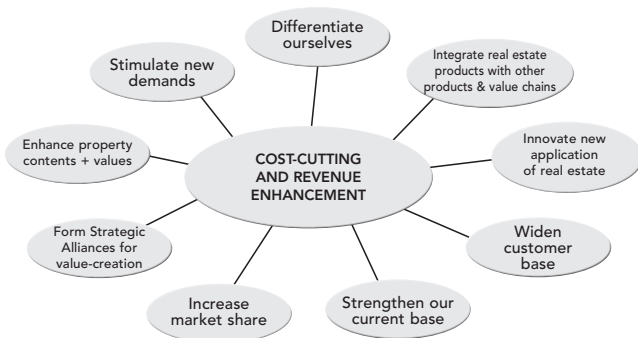 Differentiate
ourselves
Stimulate new
demands
Integrate real estate
products with other
products & value chains
Enhance property
contents + values
COST-CUTTING
AND REVENUE
ENHANCEMENT
Innovate new
application
of real estate
Form Strategic
Alliances for
value-creation
Widen
customer
base
Increase
market share
Strengthen our
current base